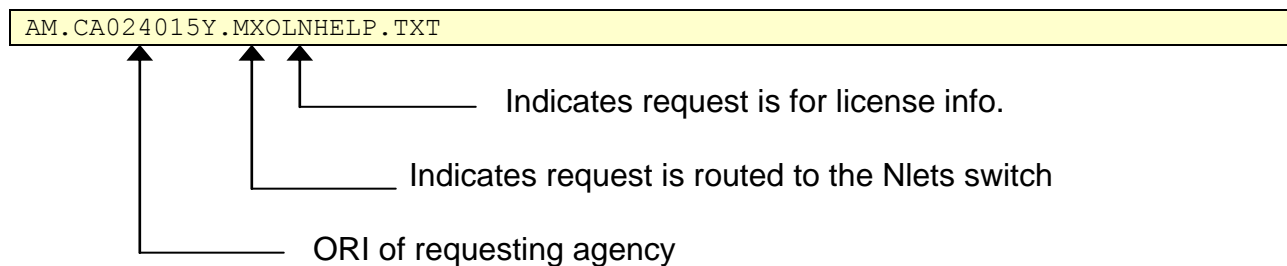 AM.CA024015Y.MXOLNHELP.TXT
Indicates request is for license info.
Indicates request is routed to the Nlets switch
ORI of requesting agency